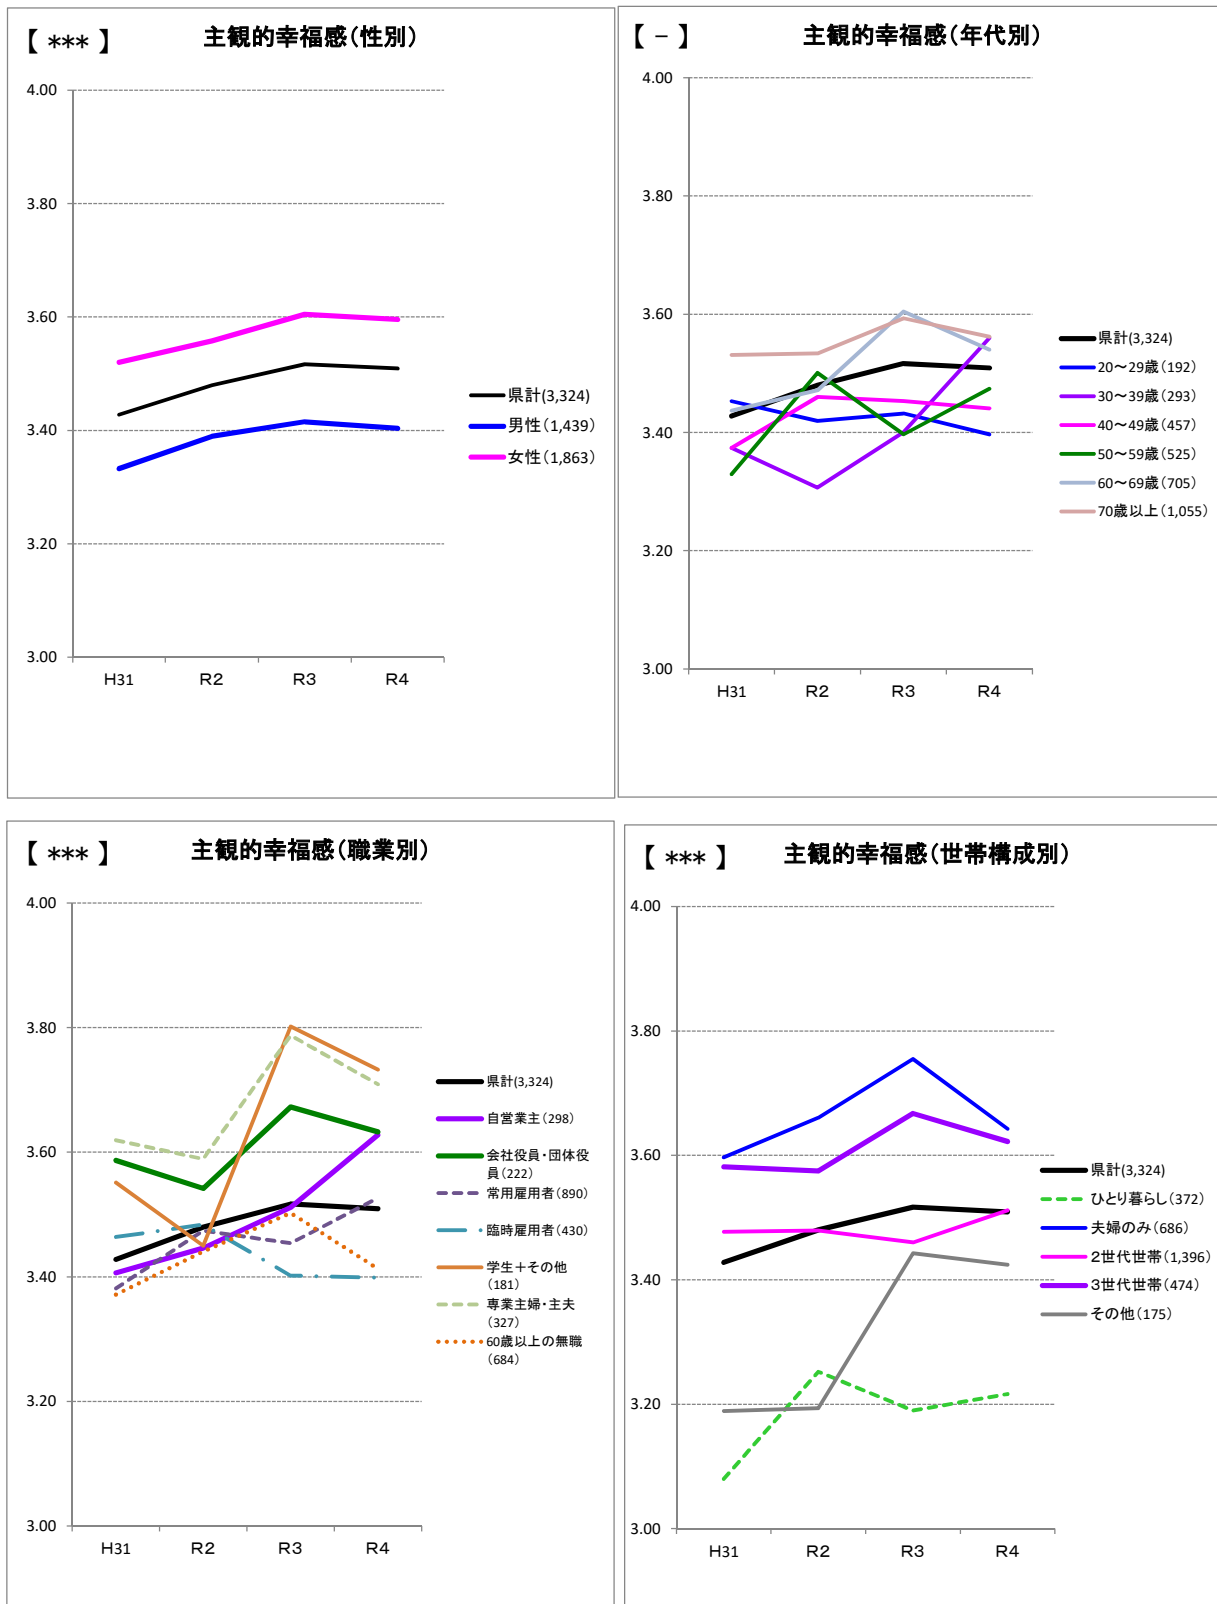 【 *** 】 主観的幸福感（性別）
4.00
3.80
3.60
3.40
3.20
3.00
H31 R2 R3 R4
県計(3,324)
男性（1,439）
女性（1,863）
【 － 】 主観的幸福感（年代別）
4.00
3.80
3.60
3.40
3.20
3.00
H31 R2 R3 R4
県計(3,324)
20～29歳（192）
30～39歳（293）
40～49歳（457）
50～59歳（525）
60～69歳（705）
70歳以上（1,055）
【 *** 】 主観的幸福感（職業別）
4.00
3.80
3.60
3.40
3.20
3.00
H31 R2 R3 R4
県計(3,324)
自営業主（298）
会社役員・団体役
員（222）
常用雇用者（890）
臨時雇用者（430）
学生＋その他
（181）
専業主婦・主夫
（327）
60歳以上の無職
（684）
【 *** 】 主観的幸福感（世帯構成別）
4.00
3.80
3.60
3.40
3.20
3.00
H31 R2 R3 R4
県計(3,324)
ひとり暮らし（372）
夫婦のみ（686）
２世代世帯（1,396）
３世代世帯（474）
その他（175）